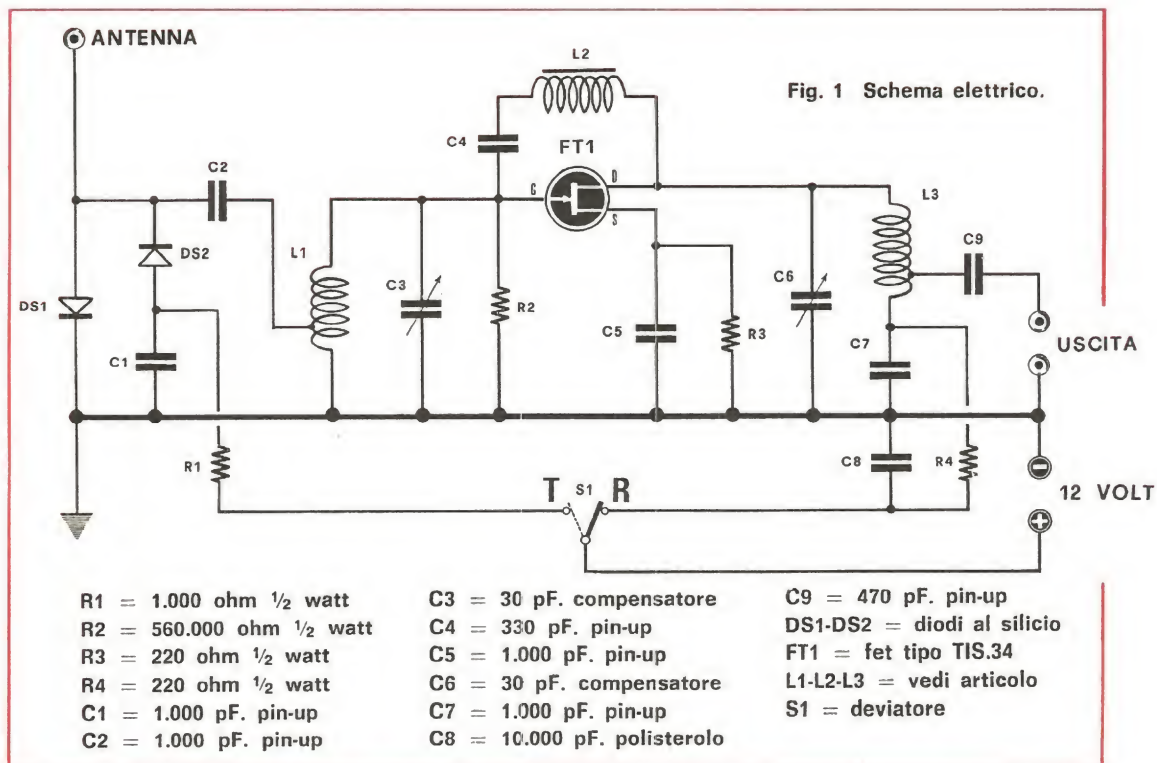 ANTENNA
L2
Fig. 1 Schema elettrico.
C4
FT1
C2
G
D
S
L3
DS2
L1
C9
C3
C6
DS1
R2
C5
R3
C1
C7
USCITA
R1
C8
R4
T
S1
R
12 VOLT
R1 = 1.000 ohm ½ watt
R2 = 560.000 ohm ½ watt
R3 = 220 ohm ½ watt
R4 = 220 ohm ½ watt
C1 = 1.000 pF. pin-up
C2 = 1.000 pF. pin-up
C3 = 30 pF. compensatore
C4 = 330 pF. pin-up
C5 = 1.000 pF. pin-up
C6 = 30 pF. compensatore
C7 = 1.000 pF. pin-up
C8 = 10.000 pF. polisterolo
C9 = 470 pF. pin-up
DS1-DS2 = diodi al silicio
FT1 = fet tipo TIS.34
L1-L2-L3 = vedi articolo
S1 = deviatore